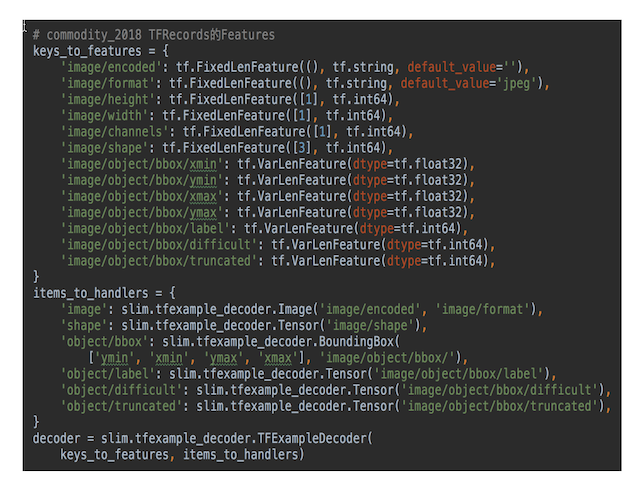 # commodity_2018 TFRecords的Features
keys_to_features = {
    'image/encoded': tf.FixedLenFeature((), tf.string, default_value=''),
    'image/format': tf.FixedLenFeature((), tf.string, default_value='jpeg'),
    'image/height': tf.FixedLenFeature([1], tf.int64),
    'image/width': tf.FixedLenFeature([1], tf.int64),
    'image/channels': tf.FixedLenFeature([1], tf.int64),
    'image/shape': tf.FixedLenFeature([3], tf.int64),
    'image/object/bbox/xmin': tf.VarLenFeature(dtype=tf.float32),
    'image/object/bbox/ymin': tf.VarLenFeature(dtype=tf.float32),
    'image/object/bbox/xmax': tf.VarLenFeature(dtype=tf.float32),
    'image/object/bbox/ymax': tf.VarLenFeature(dtype=tf.float32),
    'image/object/bbox/label': tf.VarLenFeature(dtype=tf.int64),
    'image/object/bbox/difficult': tf.VarLenFeature(dtype=tf.int64),
    'image/object/bbox/truncated': tf.VarLenFeature(dtype=tf.int64),
}
items_to_handlers = {
    'image': slim.tfexample_decoder.Image('image/encoded', 'image/format'),
    'shape': slim.tfexample_decoder.Tensor('image/shape'),
    'object/bbox': slim.tfexample_decoder.BoundingBox(
        ['ymin', 'xmin', 'ymax', 'xmax'], 'image/object/bbox/'),
    'object/label': slim.tfexample_decoder.Tensor('image/object/bbox/label'),
    'object/difficult': slim.tfexample_decoder.Tensor('image/object/bbox/difficult'),
    'object/truncated': slim.tfexample_decoder.Tensor('image/object/bbox/truncated'),
}
decoder = slim.tfexample_decoder.TFExampleDecoder(
    keys_to_features, items_to_handlers)